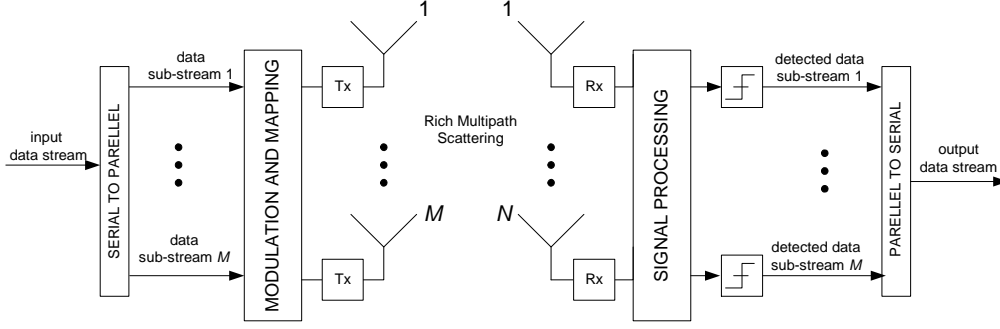 input
data stream
SERIAL TO PARELLEL
data
sub-stream 1
data
sub-stream M
MODULATION AND MAPPING
Tx
Tx
1
M
Rich Multipath
Scattering
1
N
Rx
Rx
SIGNAL PROCESSING
detected data
sub-stream 1
detected data
sub-stream M
PARELLEL TO SERIAL
output
data stream